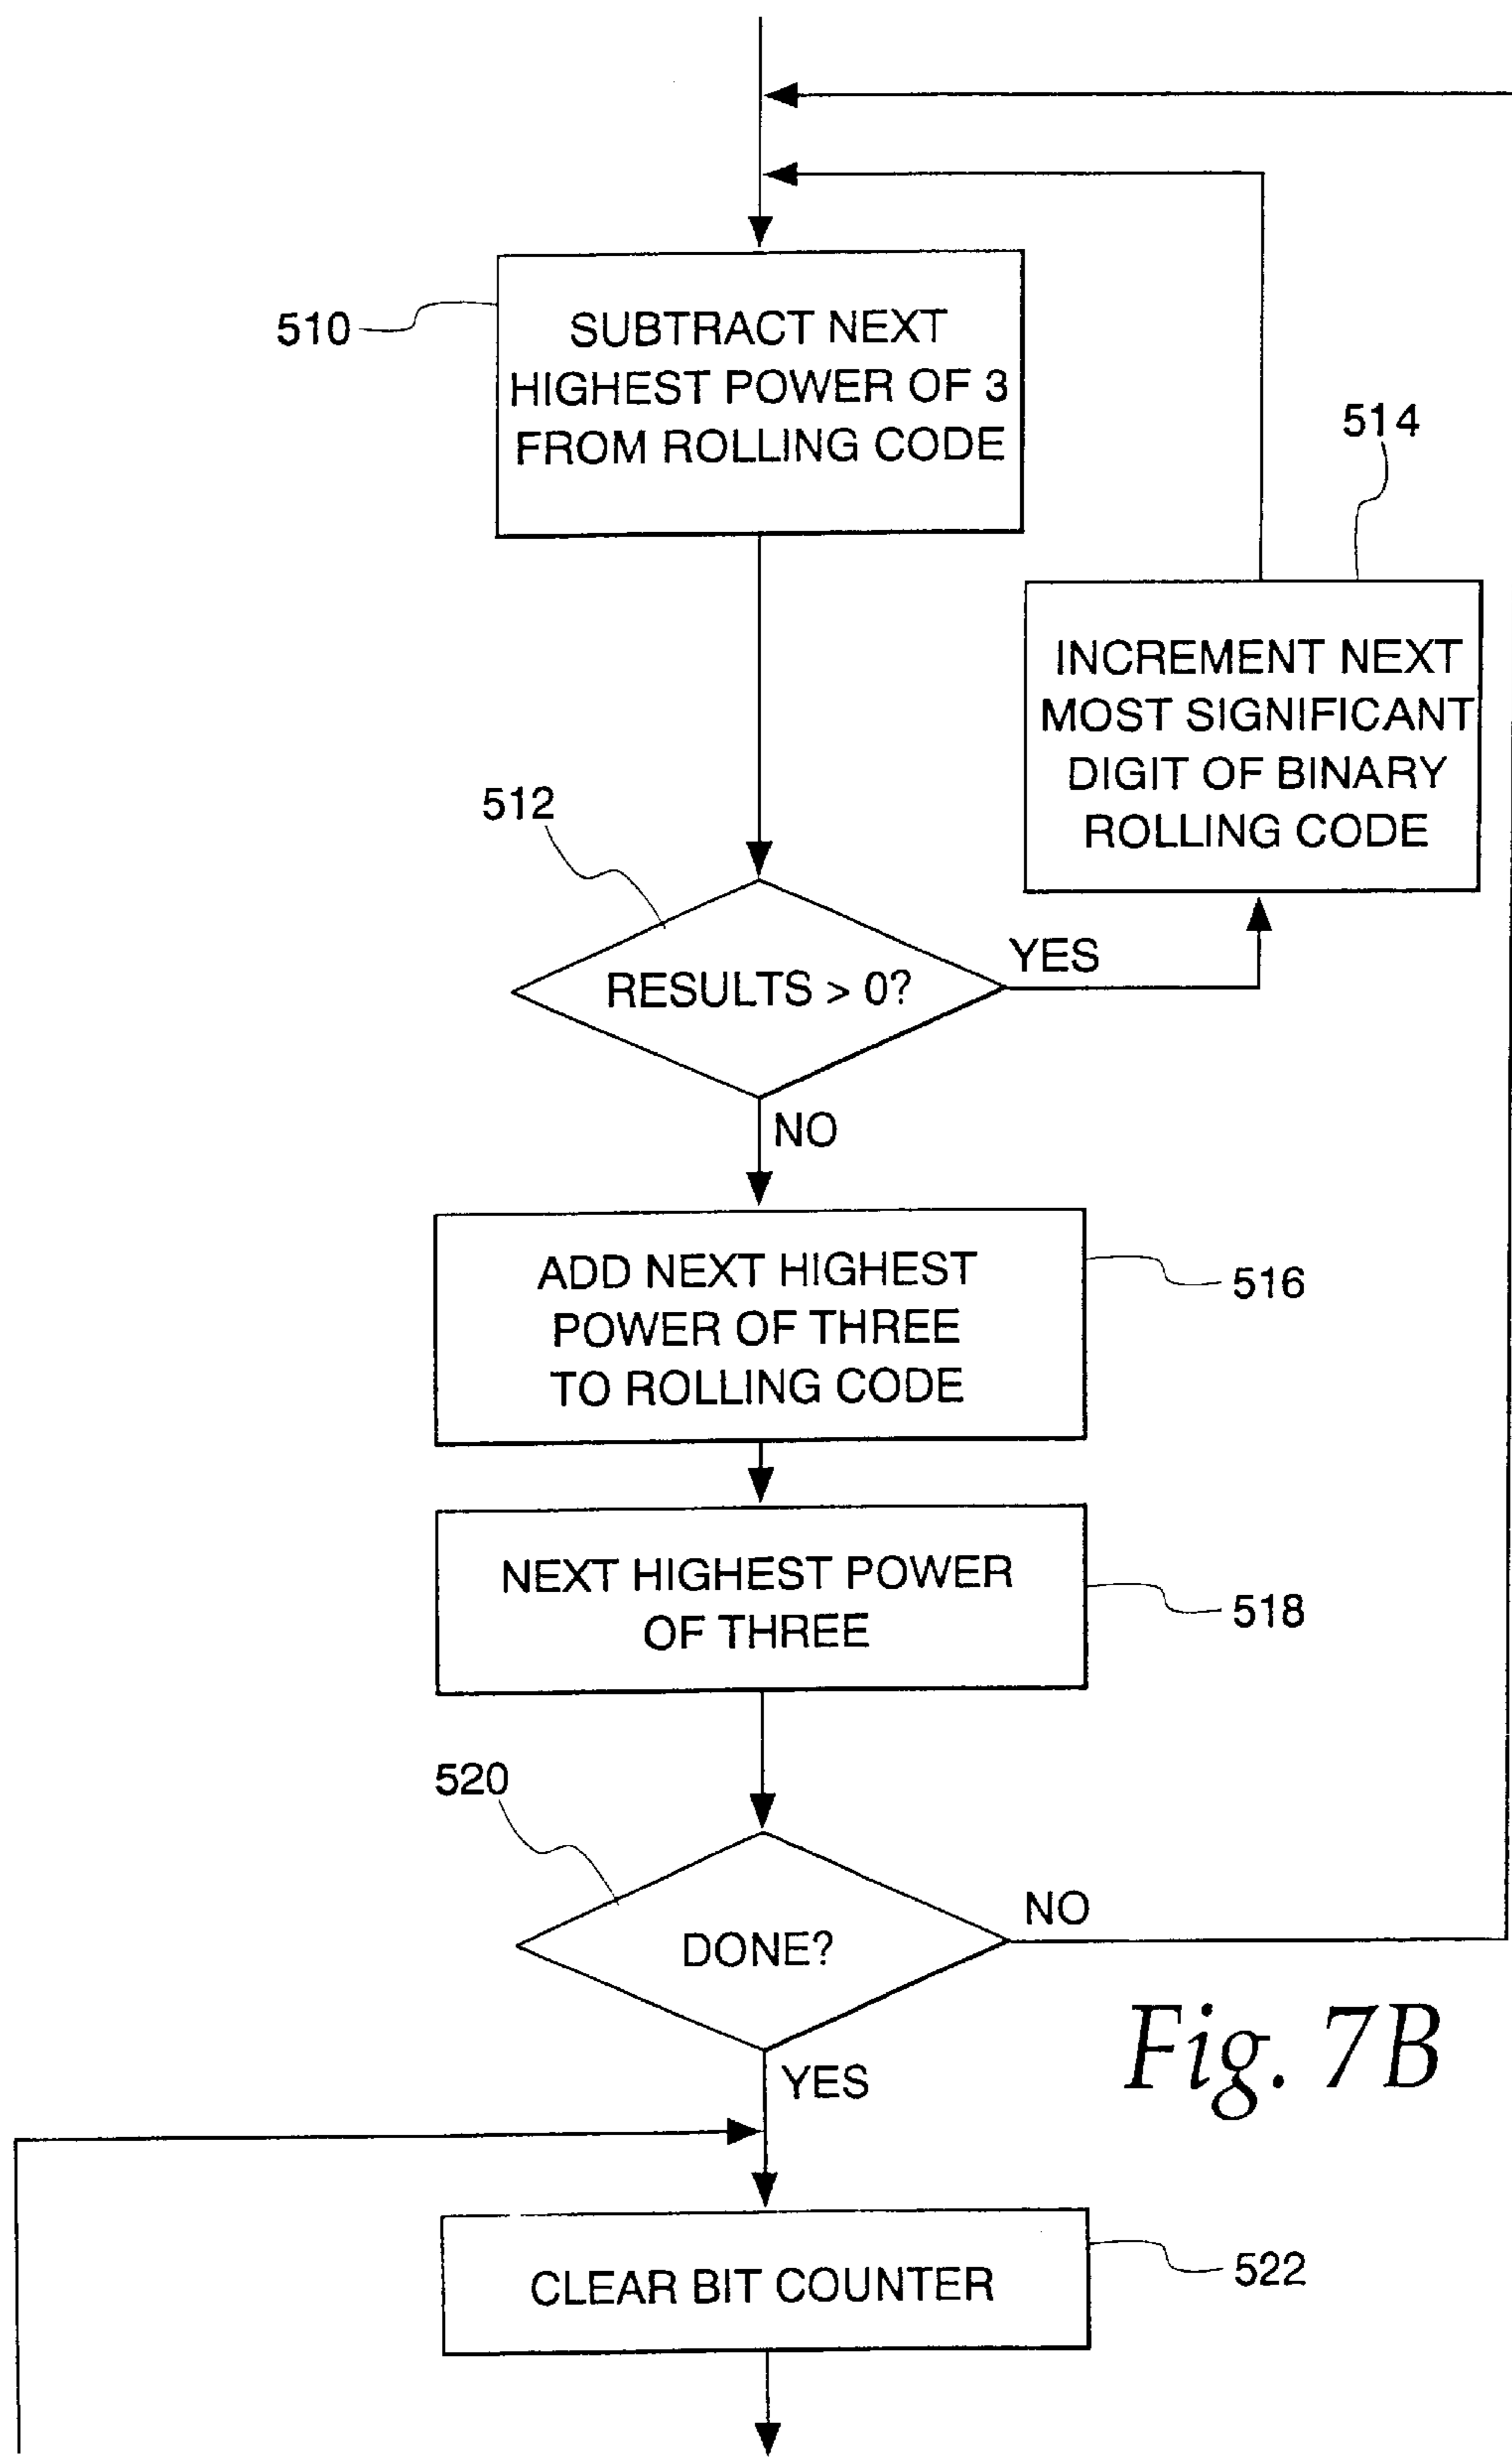 510
SUBTRACT NEXT
HIGHEST POWER OF 3
FROM ROLLING CODE
514
INCREMENT NEXT
MOST SIGNIFICANT
DIGIT OF BINARY
ROLLING CODE
512
RESULTS > 0?
YES
NO
ADD NEXT HIGHEST
POWER OF THREE
TO ROLLING CODE
516
NEXT HIGHEST POWER
OF THREE
518
520
DONE?
NO
YES
Fig. 7B
CLEAR BIT COUNTER
522